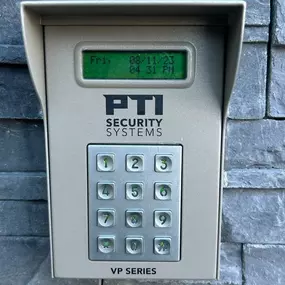 Fri. 08/11/23
04:31 PM
PTI
SECURITY
SYSTEMS
1 2 3
4 5 6
7 8 9
* 0 #
VP SERIES